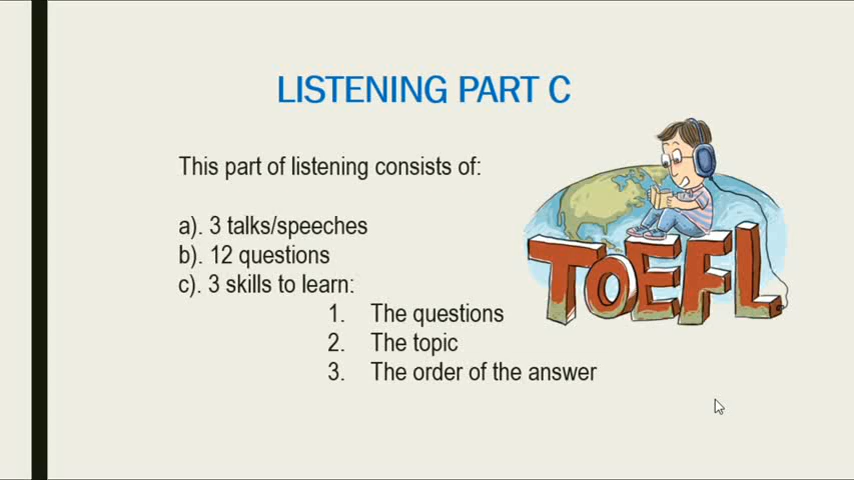 LISTENING PART C
This part of listening consists of:
a). 3 talks/speeches
b). 12 questions
c). 3 skills to learn:
1. The questions
2. The topic
3. The order of the answer
TOEFL